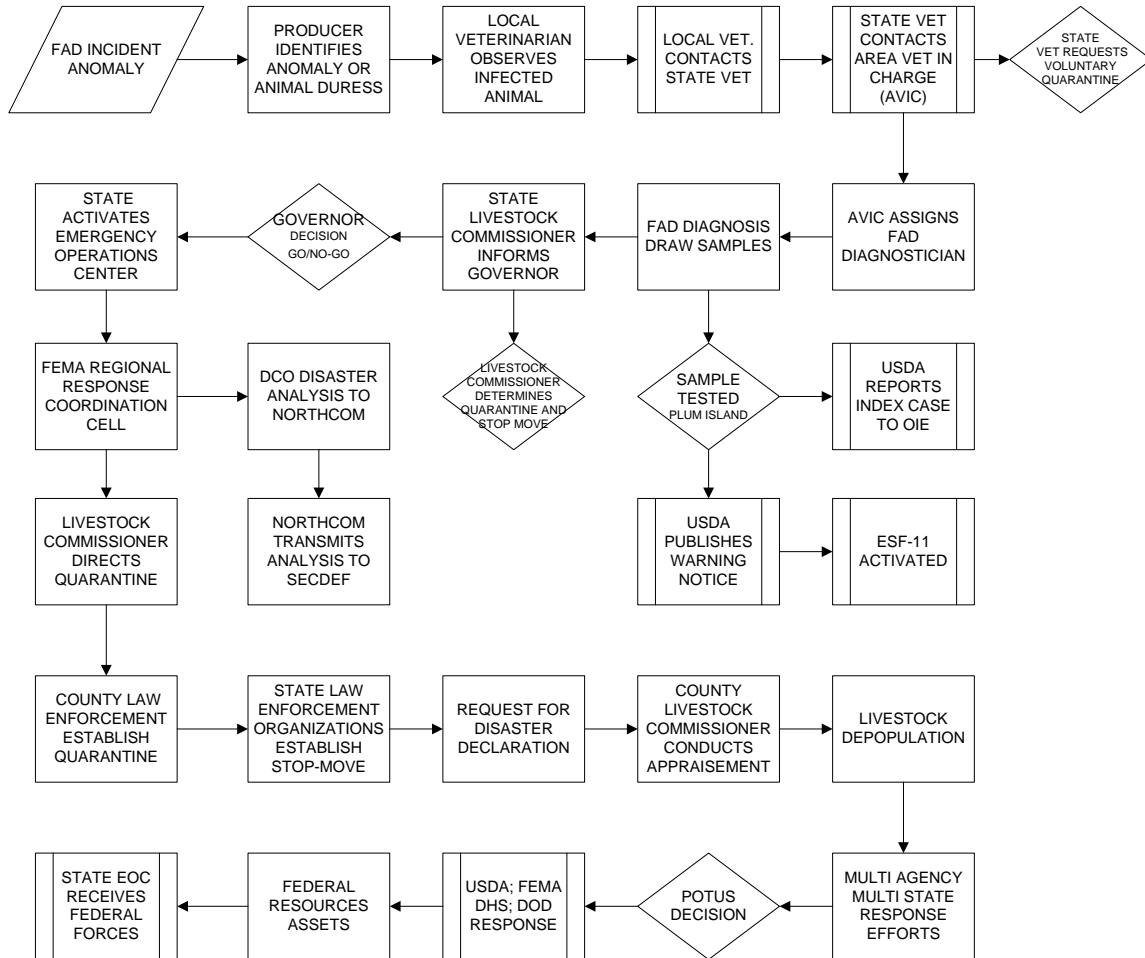 FAD INCIDENT
ANOMALY
PRODUCER
IDENTIFIES
ANOMALY OR
ANIMAL DURESS
LOCAL
VETERINARIAN
OBSERVES
INFECTED
ANIMAL
LOCAL VET.
CONTACTS
STATE VET
STATE VET
CONTACTS
AREA VET IN
CHARGE
(AVIC)
STATE
VET REQUESTS
VOLUNTARY
QUARANTINE
STATE
ACTIVATES
EMERGENCY
OPERATIONS
CENTER
GOVERNOR
DECISION
GO/NO-GO
STATE
LIVESTOCK
COMMISSIONER
INFORMS
GOVERNOR
FAD DIAGNOSIS
DRAW SAMPLES
AVIC ASSIGNS
FAD
DIAGNOSTICIAN
FEMA REGIONAL
RESPONSE
COORDINATION
CELL
DCO DISASTER
ANALYSIS TO
NORTHCOM
LIVESTOCK
COMMISSIONER
DETERMINES
QUARANTINE AND
STOP MOVE
SAMPLE
TESTED
PLUM ISLAND
USDA
REPORTS
INDEX CASE
TO OIE
LIVESTOCK
COMMISSIONER
DIRECTS
QUARANTINE
NORTHCOM
TRANSMITS
ANALYSIS TO
SECDEF
USDA
PUBLISHES
WARNING
NOTICE
ESF-11
ACTIVATED
COUNTY LAW
ENFORCEMENT
ESTABLISH
QUARANTINE
STATE LAW
ENFORCEMENT
ORGANIZATIONS
ESTABLISH
STOP-MOVE
REQUEST FOR
DISASTER
DECLARATION
COUNTY
LIVESTOCK
COMMISSIONER
CONDUCTS
APPRAISEMENT
LIVESTOCK
DEPOPULATION
STATE EOC
RECEIVES
FEDERAL
FORCES
FEDERAL
RESOURCES
ASSETS
USDA; FEMA
DHS; DOD
RESPONSE
POTUS
DECISION
MULTI AGENCY
MULTI STATE
RESPONSE
EFFORTS